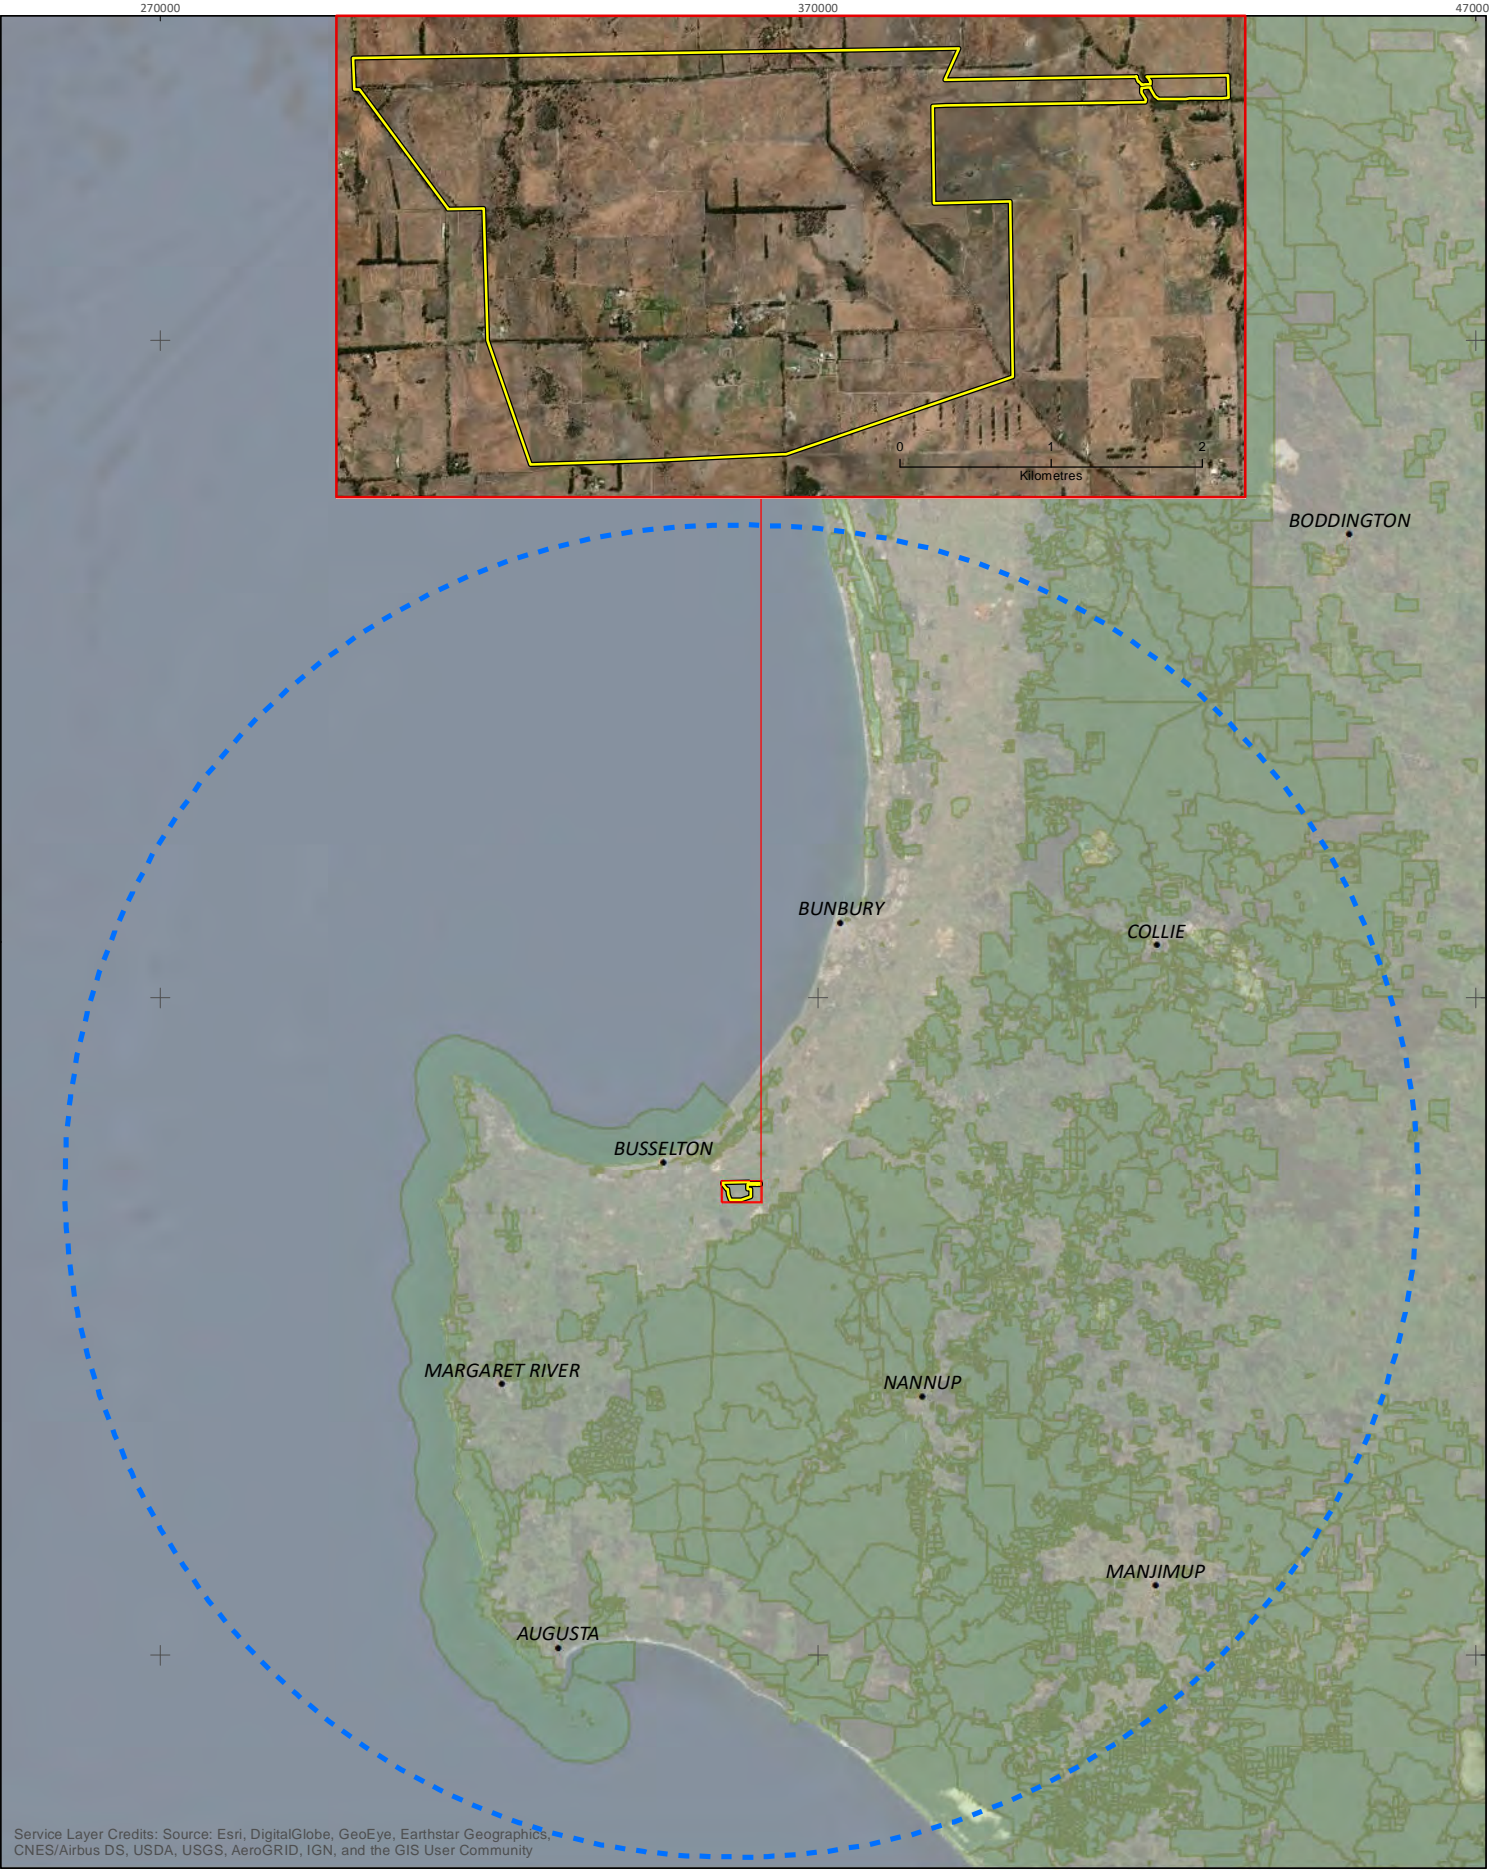 270000
370000
47000
0
1
2
Kilometres
BODDINGTON
BUNBURY
COLLIE
BUSSELTON
MARGARET RIVER
NANNUP
MANJIMUP
AUGUSTA
Service Layer Credits: Source: Esri, DigitalGlobe, GeoEye, Earthstar Geographics,
CNES/Airbus DS, USDA, USGS, AeroGRID, IGN, and the GIS User Community